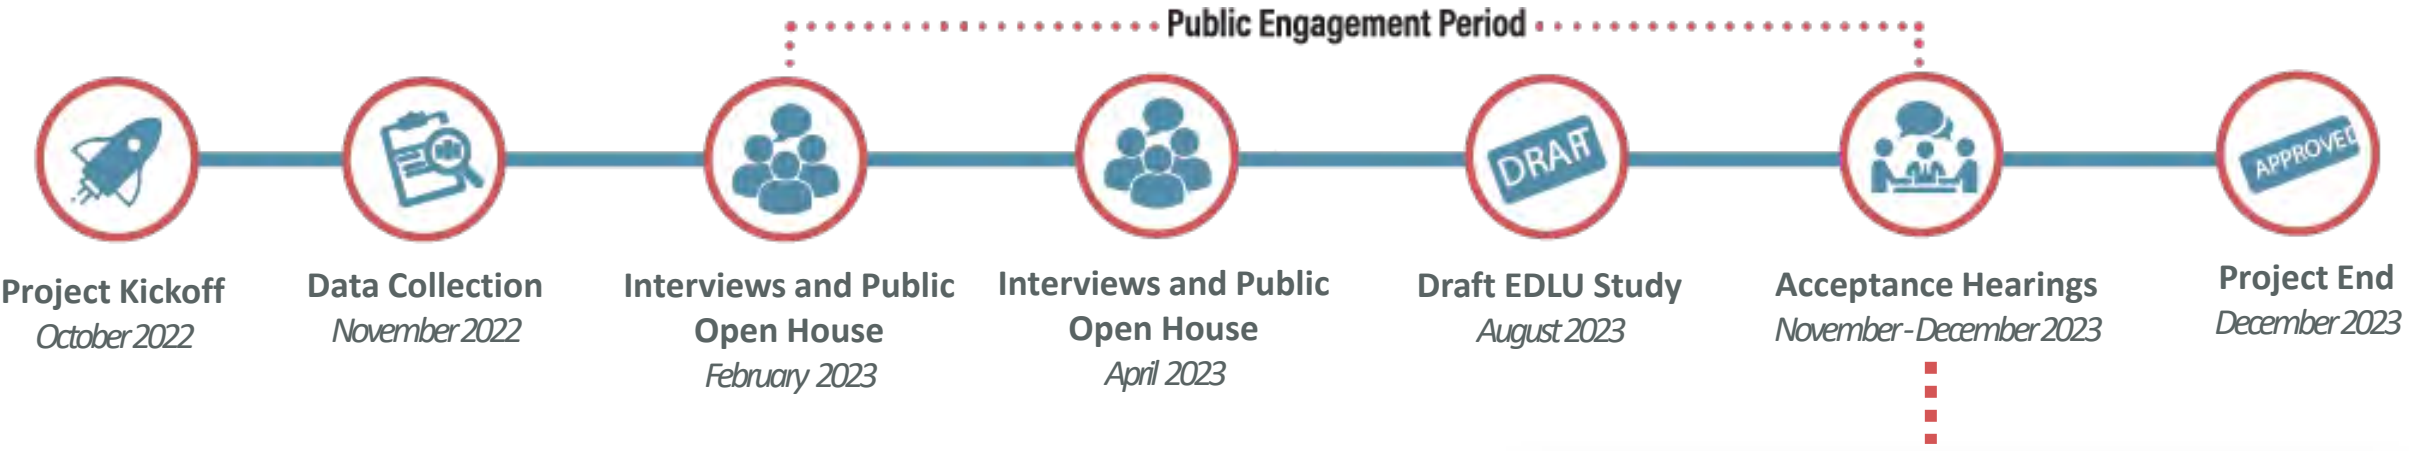 Public Engagement Period
DRAFT
APPROVED
Project Kickoff
October 2022
Data Collection
November 2022
Interviews and Public
Open House
February 2023
Interviews and Public
Open House
April 2023
Draft EDLU Study
August 2023
Acceptance Hearings
November - December 2023
Project End
December 2023